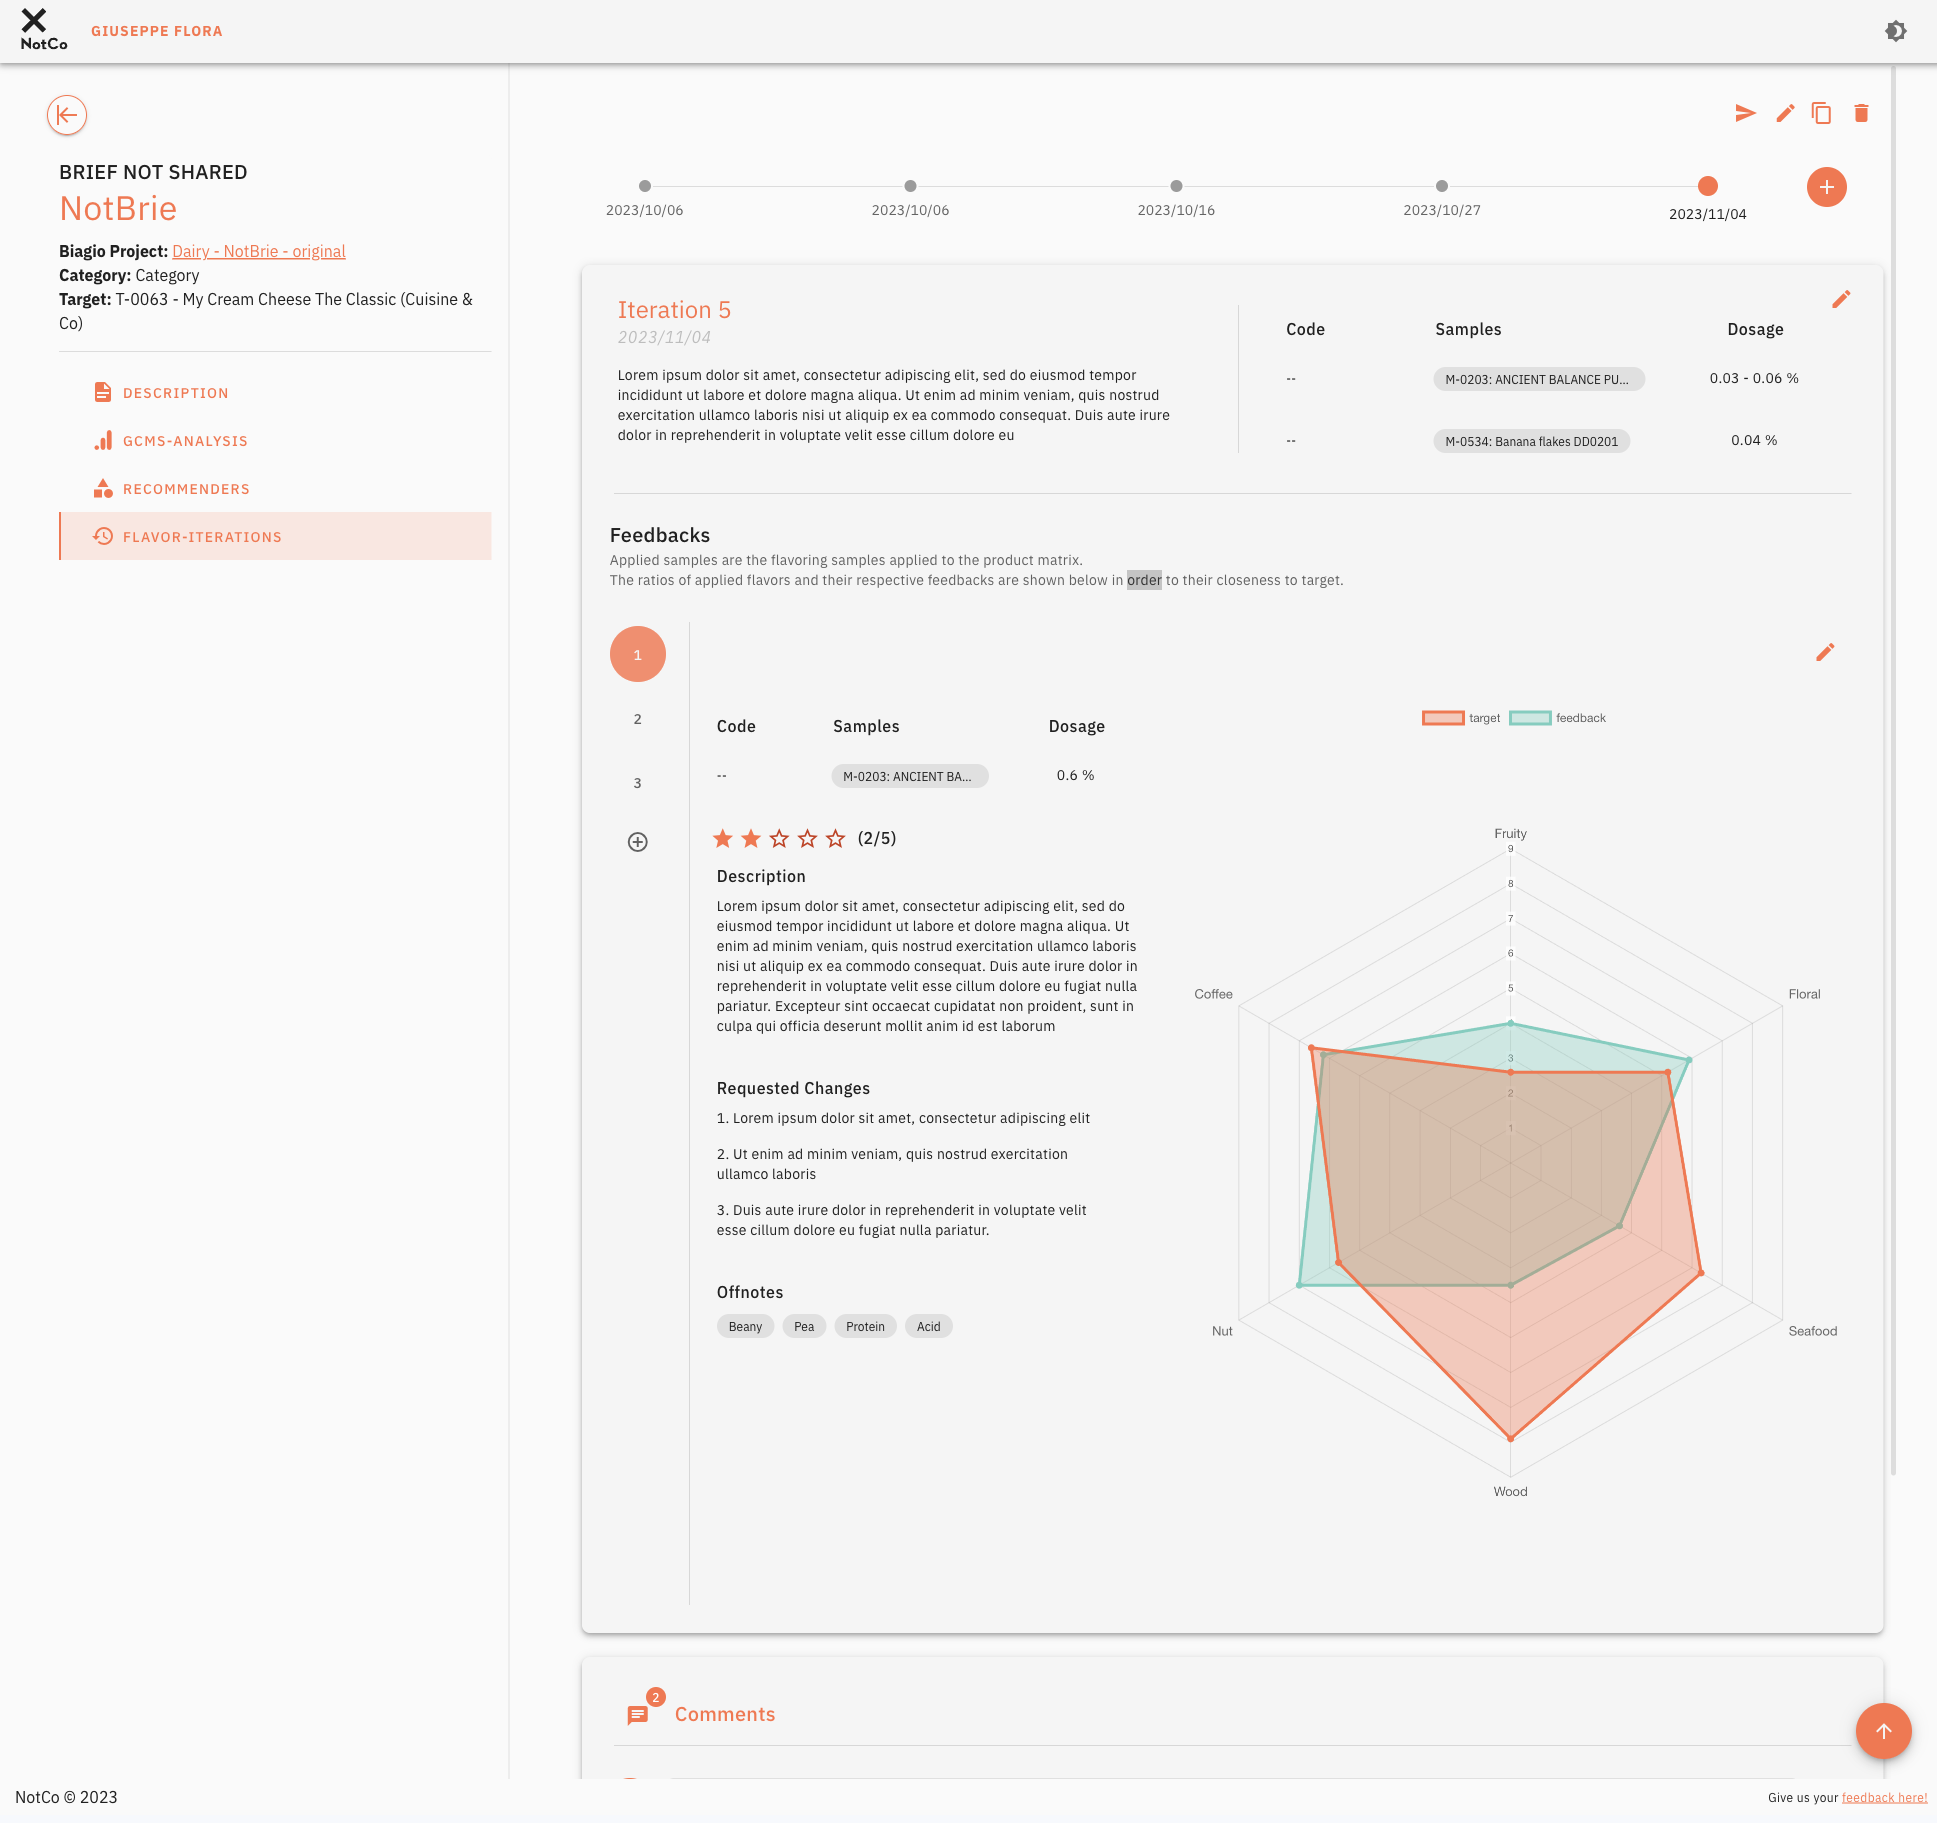 NotCo
GIUSEPPE FLORA
BRIEF NOT SHARED
NotBrie
Biagio Project: Dairy - NotBrie - original
Category: Category
Target: T-0063 - My Cream Cheese The Classic (Cuisine &
Co)
DESCRIPTION
GCMS-ANALYSIS
RECOMMENDERS
FLAVOR-ITERATIONS
2023/10/06
2023/10/06
2023/10/16
2023/10/27
2023/11/04
Iteration 5
2023/11/04
Lorem ipsum dolor sit amet, consectetur adipiscing elit, sed do eiusmod tempor
incididunt ut labore et dolore magna aliqua. Ut enim ad minim veniam, quis nostrud
exercitation ullamco laboris nisi ut aliquip ex ea commodo consequat. Duis aute irure
dolor in reprehenderit in voluptate velit esse cillum dolore eu
Code Samples Dosage
-- M-0203: ANCIENT BALANCE PU... 0.03 - 0.06 %
-- M-0534: Banana flakes DD0201 0.04 %
Feedbacks
Applied samples are the flavoring samples applied to the product matrix.
The ratios of applied flavors and their respective feedbacks are shown below in order to their closeness to target.
1
2
3
Code Samples Dosage
-- M-0203: ANCIENT BA... 0.6 %
(2/5)
Description
Lorem ipsum dolor sit amet, consectetur adipiscing elit, sed do
eiusmod tempor incididunt ut labore et dolore magna aliqua. Ut
enim ad minim veniam, quis nostrud exercitation ullamco laboris
nisi ut aliquip ex ea commodo consequat. Duis aute irure dolor in
reprehenderit in voluptate velit esse cillum dolore eu fugiat nulla
pariatur. Excepteur sint occaecat cupidatat non proident, sunt in
culpa qui officia deserunt mollit anim id est laborum
Requested Changes
1. Lorem ipsum dolor sit amet, consectetur adipiscing elit
2. Ut enim ad minim veniam, quis nostrud exercitation
ullamco laboris
3. Duis aute irure dolor in reprehenderit in voluptate velit
esse cillum dolore eu fugiat nulla pariatur.
Offnotes
Beany Pea Protein Acid
target feedback
Fruity
9
8
7
6
5
3
2
1
Coffee
Floral
Nut
Seafood
Wood
2
Comments
NotCo © 2023
Give us your feedback here!